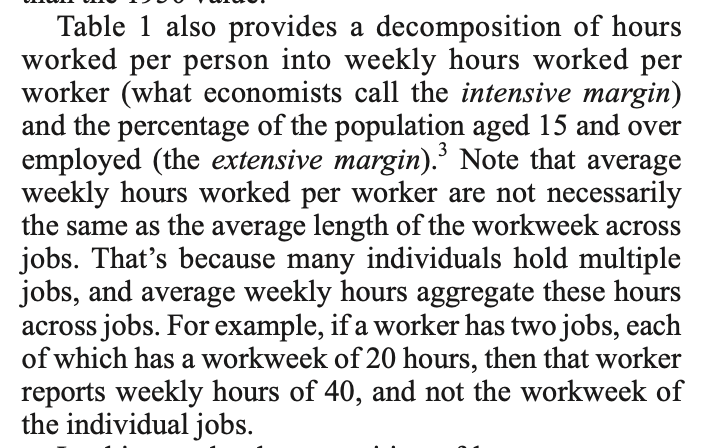 than the 1950 value.
Table 1 also provides a decomposition of hours
worked per person into weekly hours worked per
worker (what economists call the intensive margin)
and the percentage of the population aged 15 and over
employed (the extensive margin).3 Note that average
weekly hours worked per worker are not necessarily
the same as the average length of the workweek across
jobs. That’s because many individuals hold multiple
jobs, and average weekly hours aggregate these hours
across jobs. For example, if a worker has two jobs, each
of which has a workweek of 20 hours, then that worker
reports weekly hours of 40, and not the workweek of
the individual jobs.